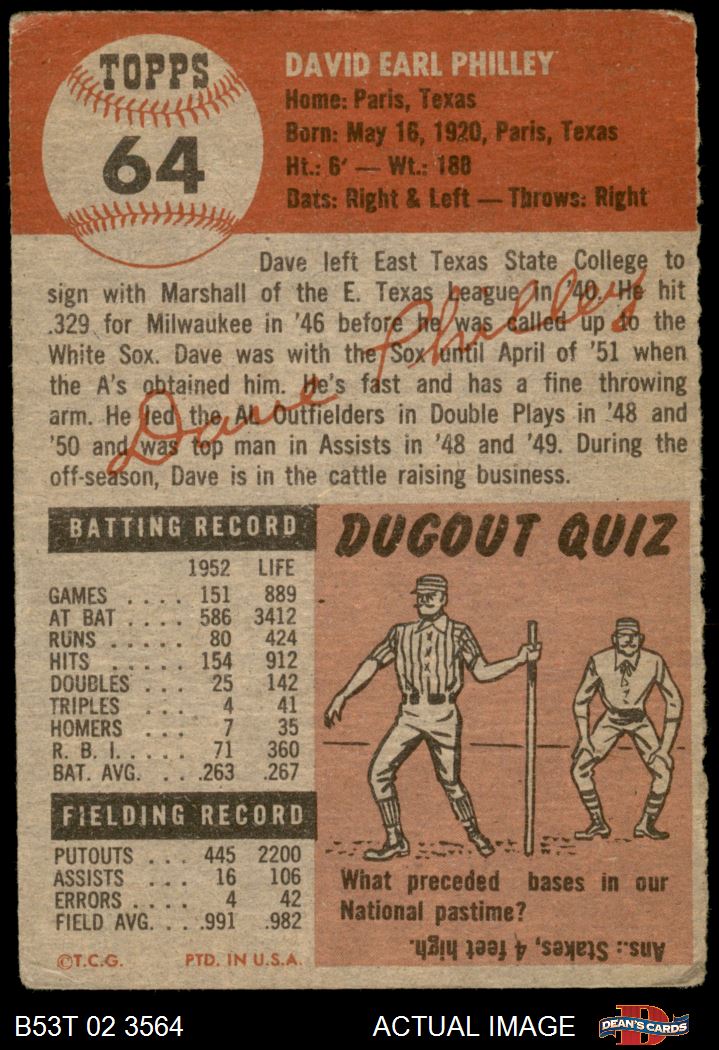 TOPPS
64
DAVID EARL PHILLEY
Home: Paris, Texas
Born: May 16, 1920, Paris, Texas
Ht.: 6' — Wt.: 180
Bats: Right & Left — Throws: Right
Dave left East Texas State College to
sign with Marshall of the E. Texas League in '40. He hit
.329 for Milwaukee in '46 before he was called up to the
White Sox. Dave was with the Sox until April of '51 when
the A's obtained him. He's fast and has a fine throwing
arm. He led the AL Outfielders in Double Plays in '48 and
'50 and was top man in Assists in '48 and '49. During the
off-season, Dave is in the cattle raising business.
Dave Philley
BATTING RECORD
1952 LIFE
GAMES .... 151 889
AT BAT .... 586 3412
RUNS ..... 80 424
HITS ..... 154 912
DOUBLES ... 25 142
TRIPLES ... 4 41
HOMERS ... 7 35
R. B. I. .... 71 360
BAT. AVG. ... .263 .267
FIELDING RECORD
PUTOUTS ... 445 2200
ASSISTS ... 16 106
ERRORS .... 4 42
FIELD AVG. ... .991 .982
©T.C.G. PTD. IN U.S.A.
DUGOUT QUIZ
What preceded bases in our
National pastime?
Ans.: Stakes, 4 feet high.
B53T 02 3564 ACTUAL IMAGE
D
DEAN'S CARDS